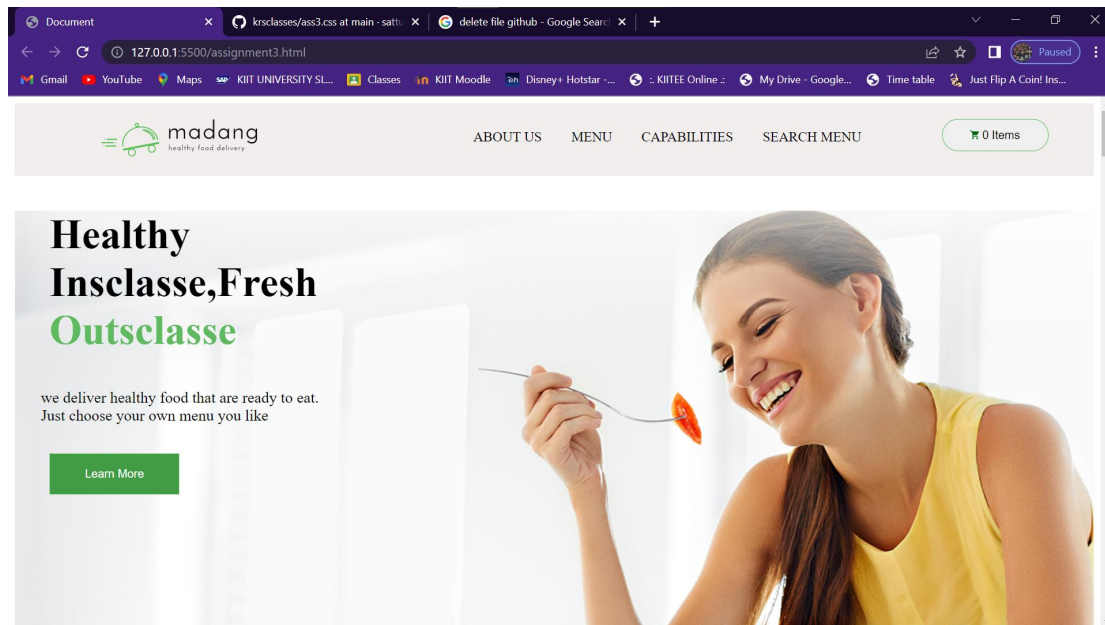 Document
krsclasses/ass3.css at main · sattu
delete file github - Google Search
127.0.0.1:5500/assignment3.html
Paused
Gmail
YouTube
Maps
KIIT UNIVERSITY SL...
Classes
KIIT Moodle
Disney+ Hotstar -...
:. KIITEE Online .:
My Drive - Google...
Time table
Just Flip A Coin! Ins...
madang
healthy food delivery
ABOUT US
MENU
CAPABILITIES
SEARCH MENU
0 Items
Healthy
Insclasse,Fresh
Outsclasse
we deliver healthy food that are ready to eat.
Just choose your own menu you like
Learn More